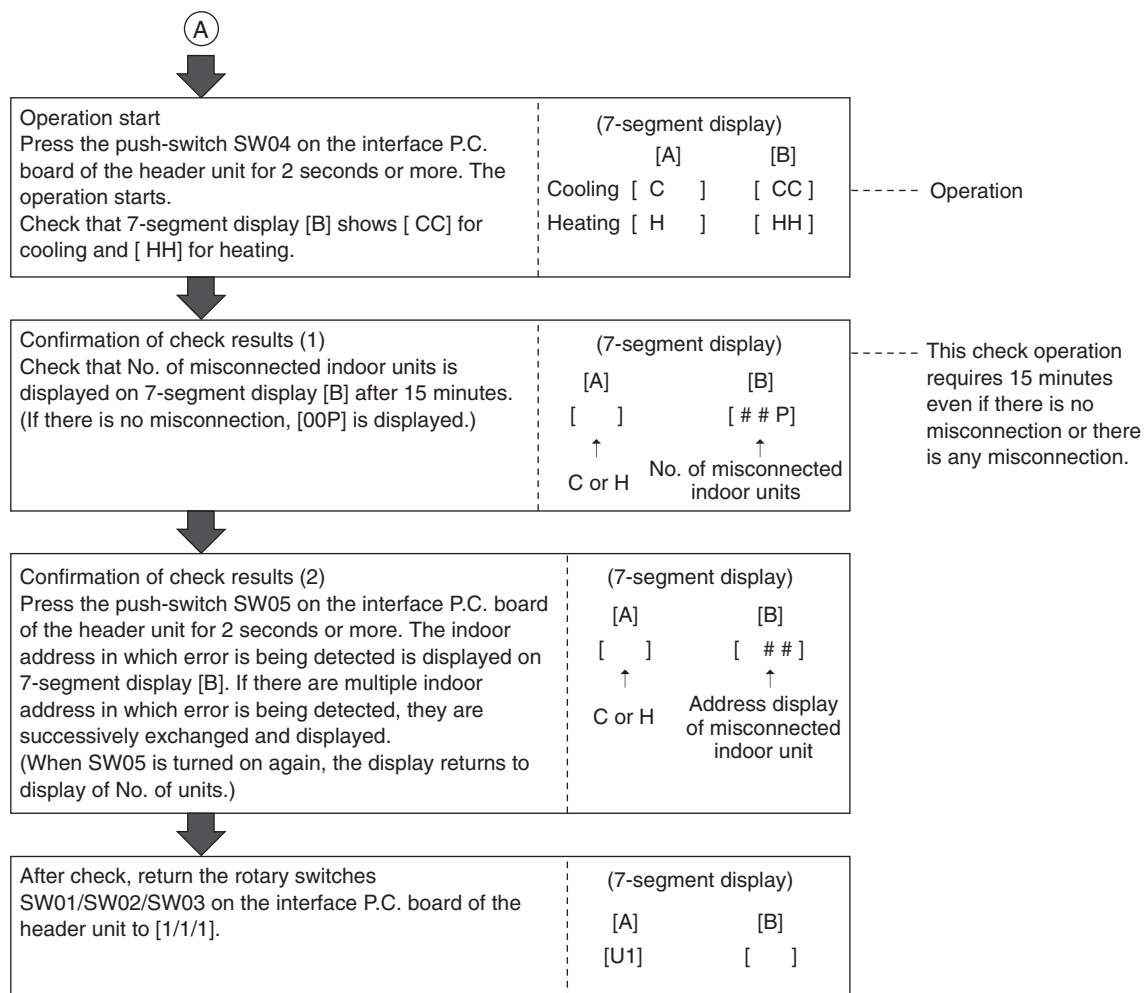 A
Operation start
Press the push-switch SW04 on the interface P.C.
board of the header unit for 2 seconds or more. The
operation starts.
Check that 7-segment display [B] shows [ CC] for
cooling and [ HH] for heating.
(7-segment display)
[A] [B]
Cooling [ C ] [ CC ]
Heating [ H ] [ HH ]
Operation
Confirmation of check results (1)
Check that No. of misconnected indoor units is
displayed on 7-segment display [B] after 15 minutes.
(If there is no misconnection, [00P] is displayed.)
(7-segment display)
[A] [B]
[ ] [ # # P]
↑ ↑
C or H No. of misconnected
indoor units
This check operation
requires 15 minutes
even if there is no
misconnection or there
is any misconnection.
Confirmation of check results (2)
Press the push-switch SW05 on the interface P.C. board
of the header unit for 2 seconds or more. The indoor
address in which error is being detected is displayed on
7-segment display [B]. If there are multiple indoor
address in which error is being detected, they are
successively exchanged and displayed.
(When SW05 is turned on again, the display returns to
display of No. of units.)
(7-segment display)
[A] [B]
[ ] [ # # ]
↑ ↑
C or H Address display
of misconnected
indoor unit
After check, return the rotary switches
SW01/SW02/SW03 on the interface P.C. board of the
header unit to [1/1/1].
(7-segment display)
[A] [B]
[U1] [ ]